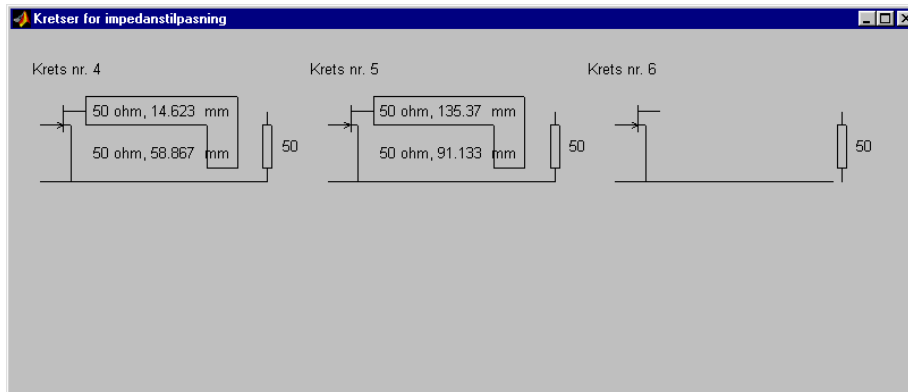 Kretser for impedanstilpasning
Krets nr. 4
50 ohm, 14.623 mm
50 ohm, 58.867 mm
50
Krets nr. 5
50 ohm, 135.37 mm
50 ohm, 91.133 mm
50
Krets nr. 6
50